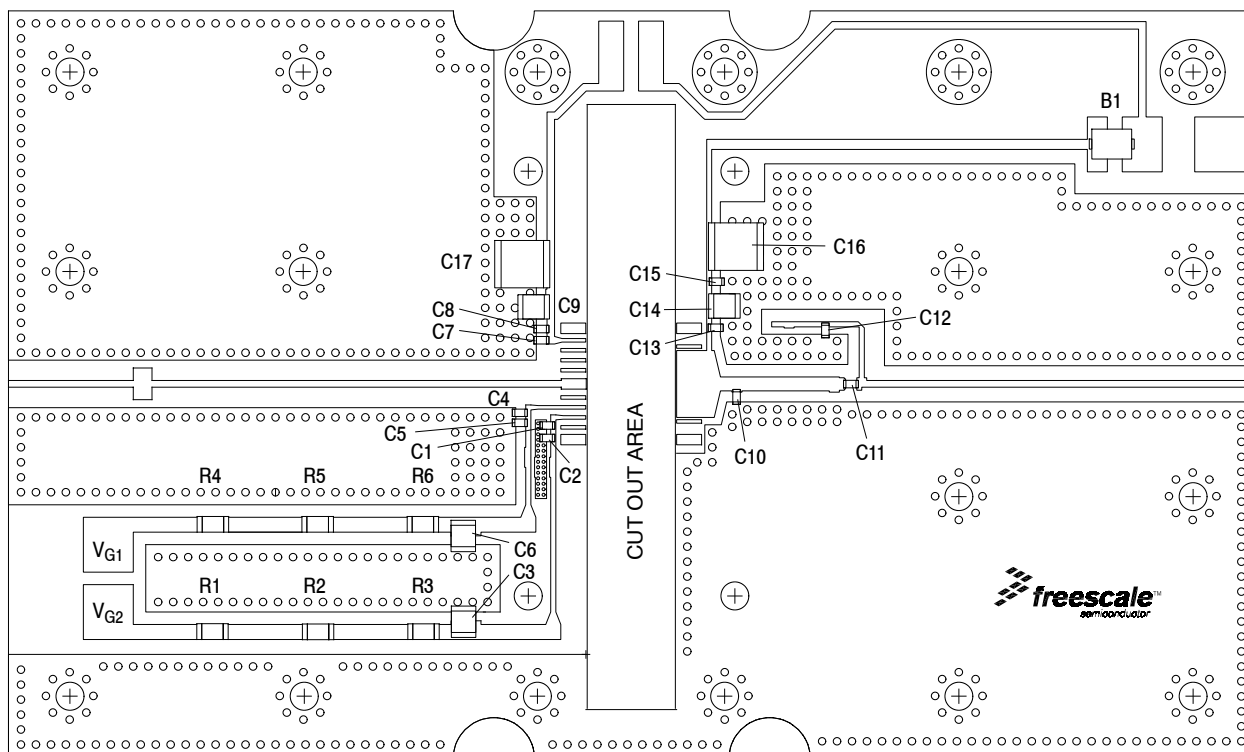 B1
C17
C16
C15
C9
C8
C14
C12
C7
C13
C4
C5
C1
C2
C10
C11
R4
R5
R6
CUT OUT AREA
VG1
C6
C3
R1
R2
R3
VG2
freescale™
semiconductor